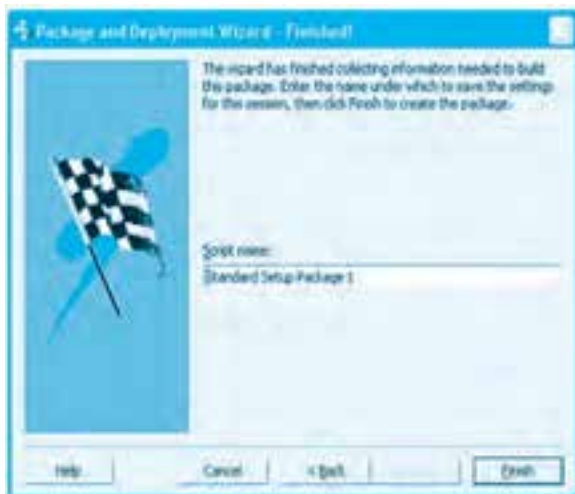 Package and Deployment Wizard - Finished!
The wizard has finished collecting information needed to build
this package. Enter the name under which to save the settings
for this session, then click Finish to create the package.
Script name:
Standard Setup Package 1
Help
Cancel
< Back
Finish